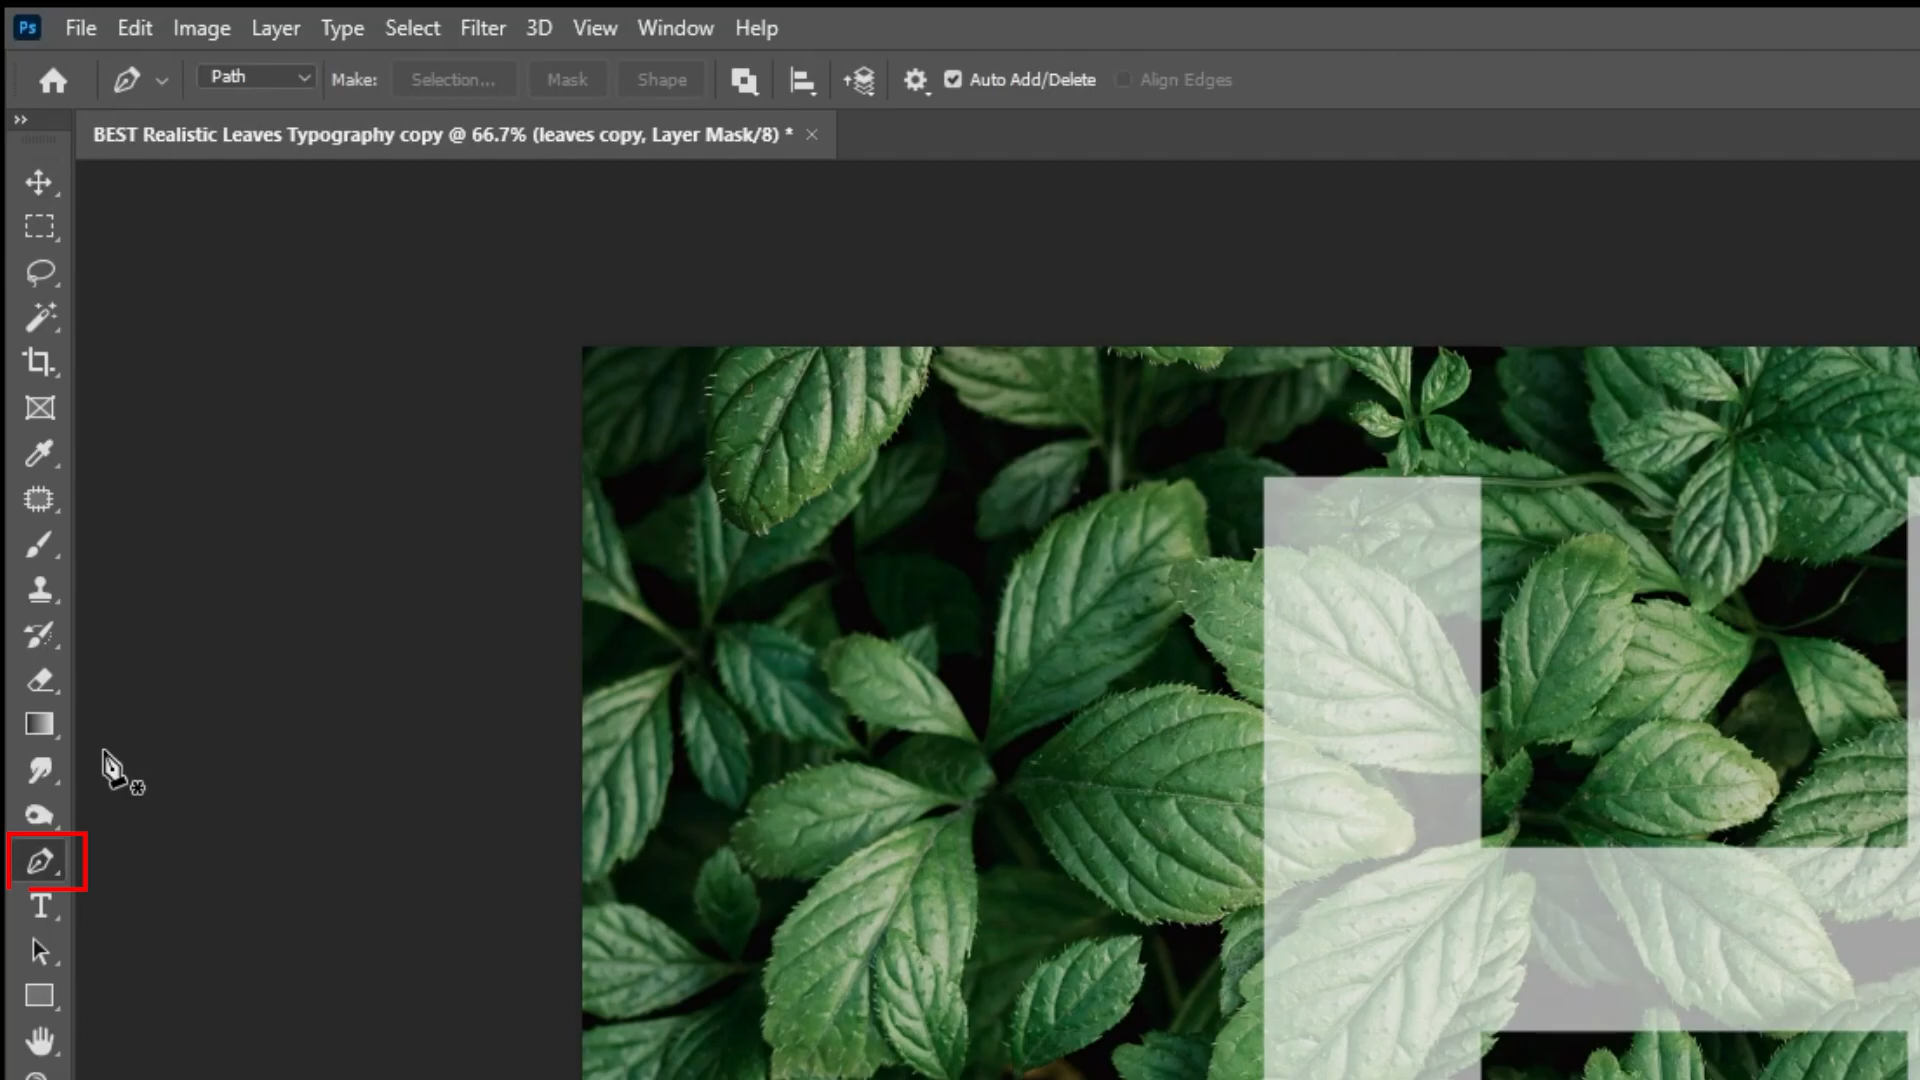 Ps File Edit Image Layer Type Select Filter 3D View Window Help
Path Make: Selection... Mask Shape Auto Add/Delete Align Edges
BEST Realistic Leaves Typography copy @ 66.7% (leaves copy, Layer Mask/8) *
T